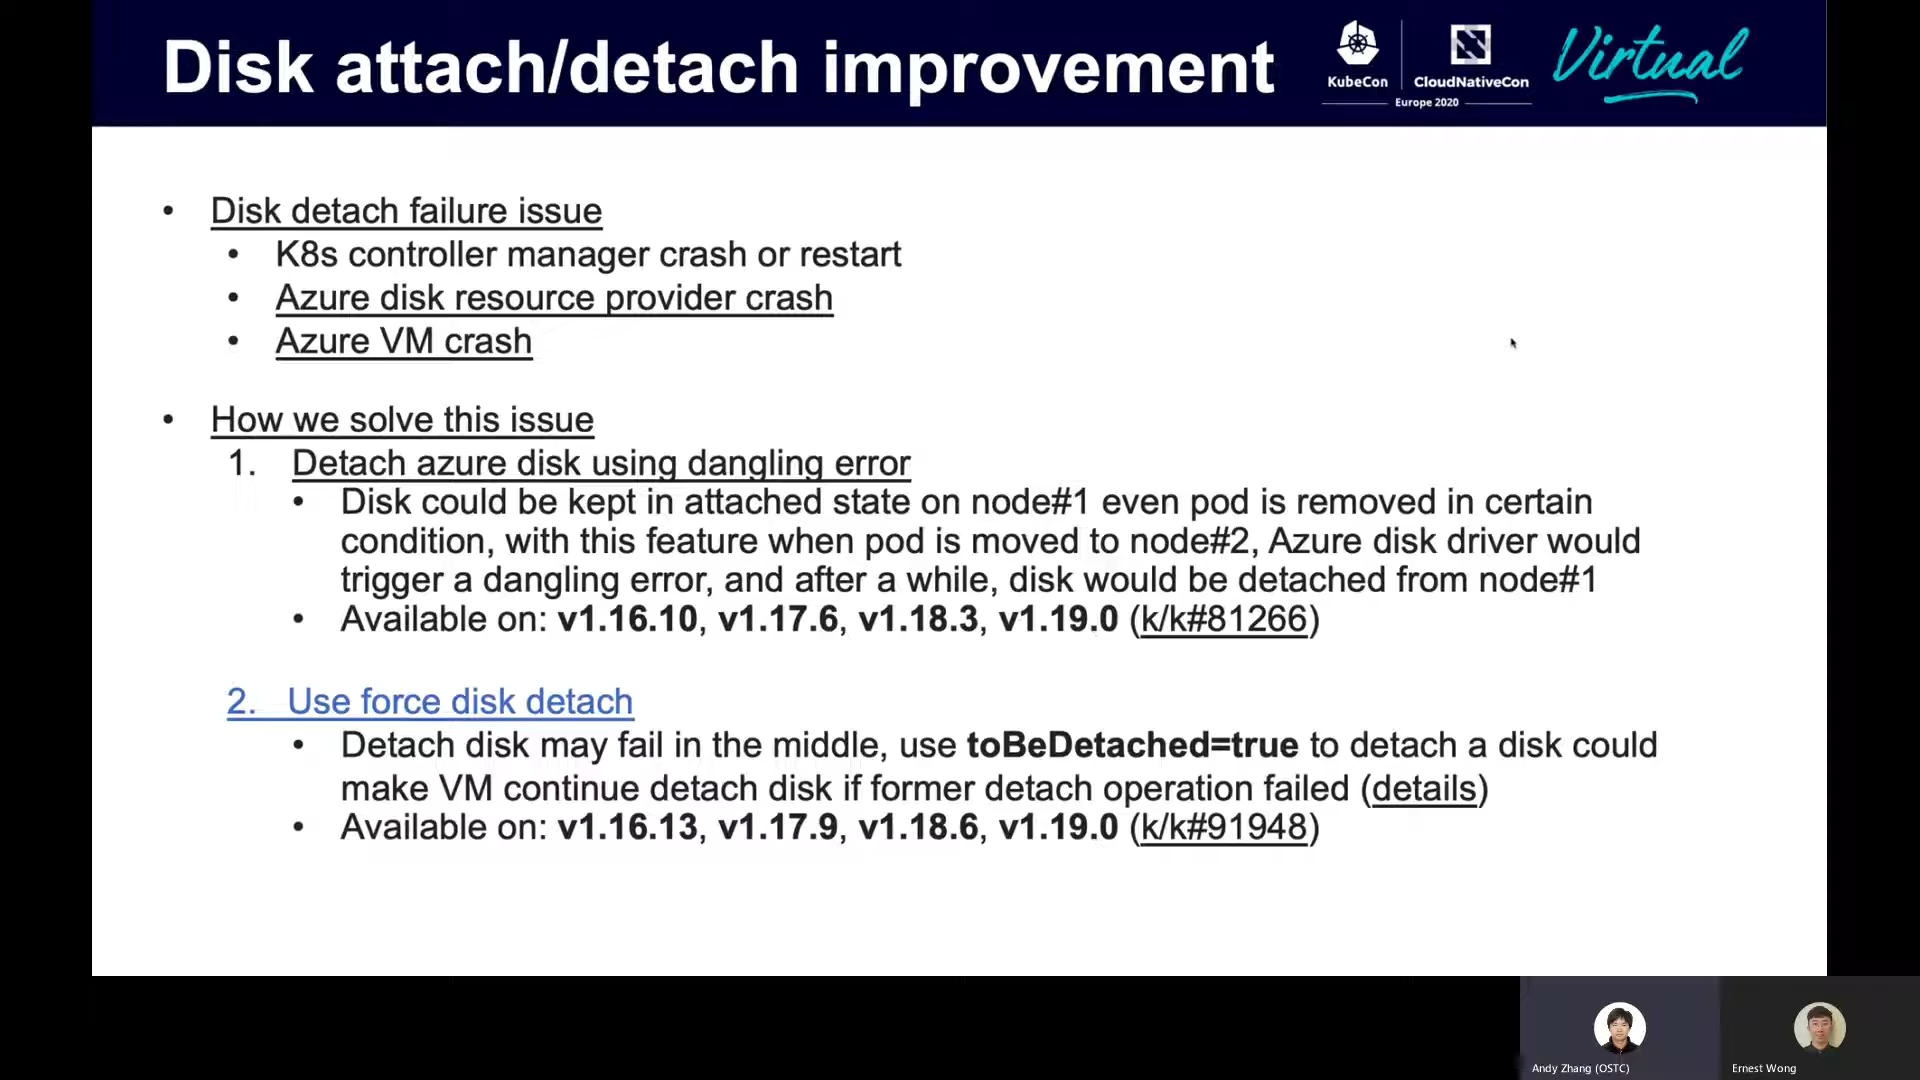 Disk attach/detach improvement
KubeCon
CloudNativeCon
Europe 2020
Virtual
• Disk detach failure issue
• K8s controller manager crash or restart
• Azure disk resource provider crash
• Azure VM crash
• How we solve this issue
1. Detach azure disk using dangling error
• Disk could be kept in attached state on node#1 even pod is removed in certain
condition, with this feature when pod is moved to node#2, Azure disk driver would
trigger a dangling error, and after a while, disk would be detached from node#1
• Available on: v1.16.10, v1.17.6, v1.18.3, v1.19.0 (k/k#81266)
2. Use force disk detach
• Detach disk may fail in the middle, use toBeDetached=true to detach a disk could
make VM continue detach disk if former detach operation failed (details)
• Available on: v1.16.13, v1.17.9, v1.18.6, v1.19.0 (k/k#91948)
Andy Zhang (OSTC)
Ernest Wong